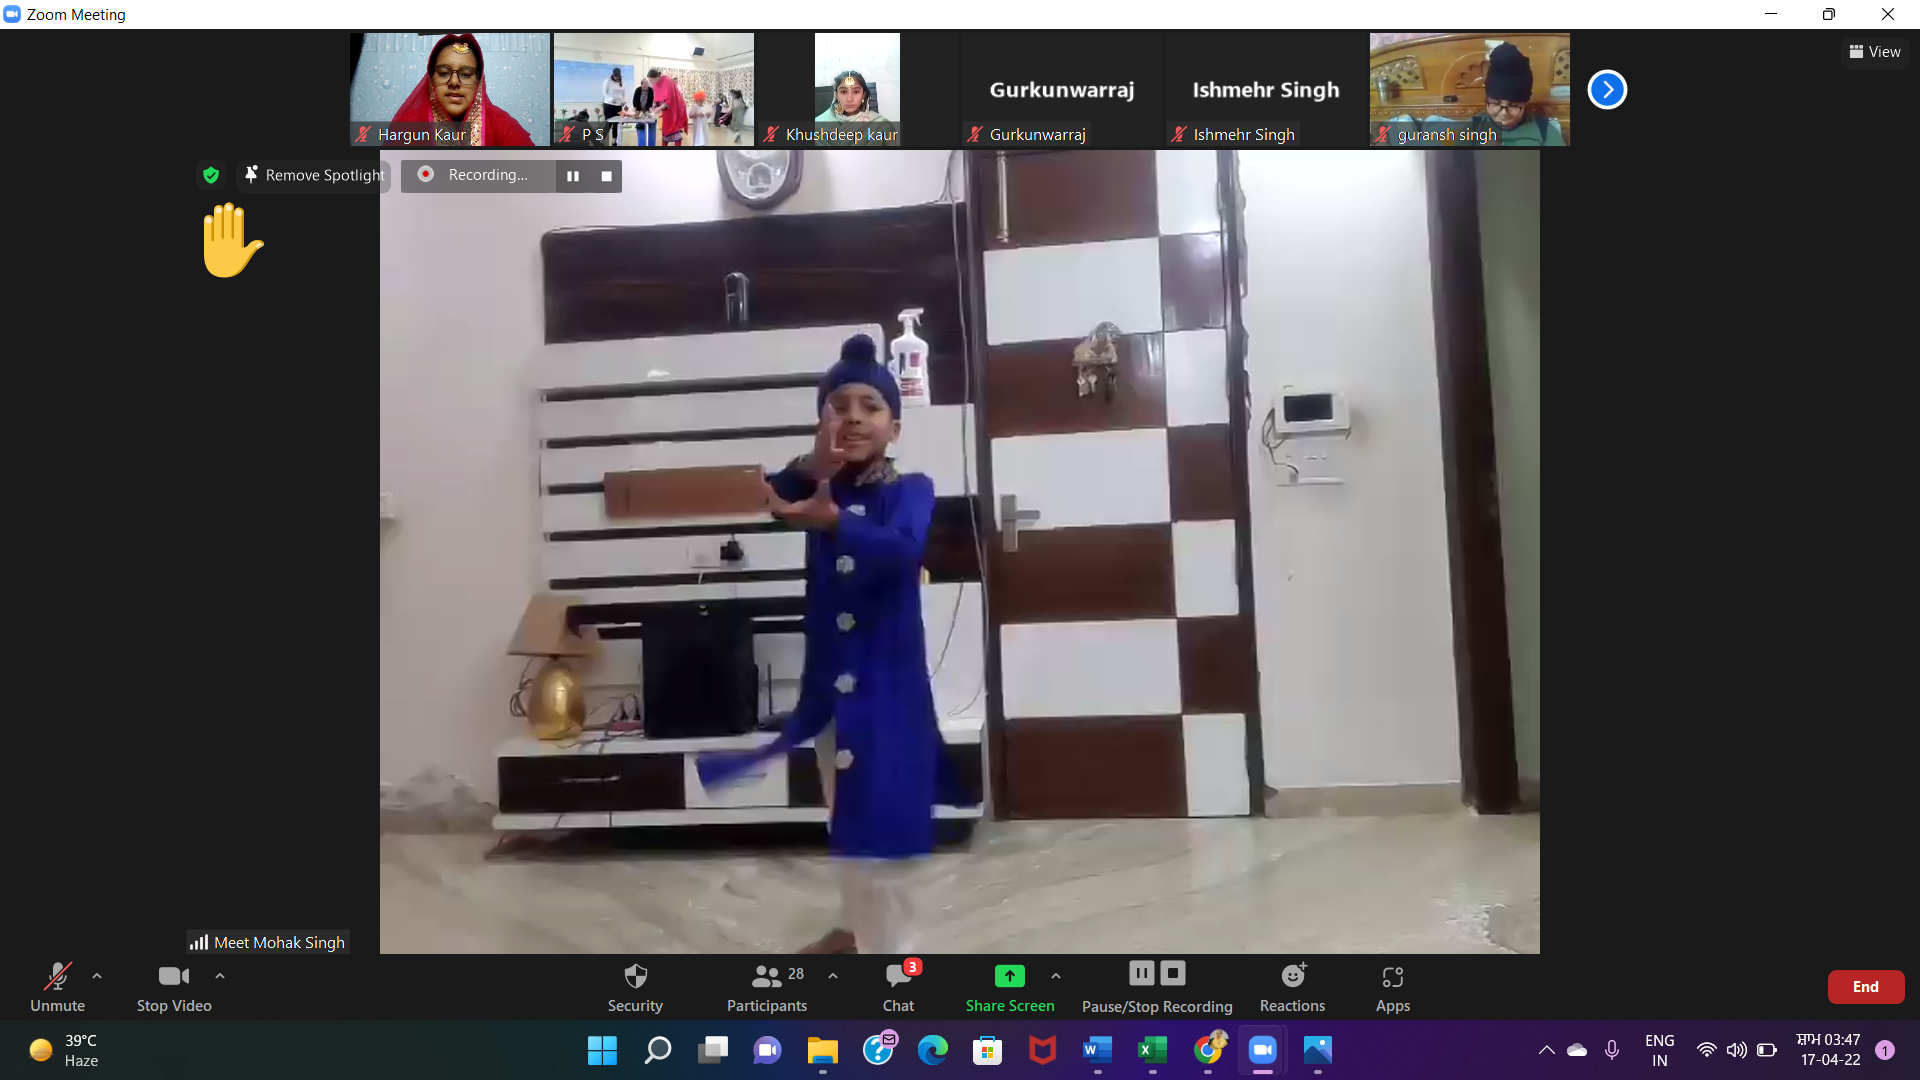 Zoom Meeting
View
Hargun Kaur
P S
Khushdeep kaur
Gurkunwarraj
Gurkunwarraj
Ishmehr Singh
Ishmehr Singh
guransh singh
Remove Spotlight
Recording...
Meet Mohak Singh
Unmute
Stop Video
Security
28
Participants
3
Chat
Share Screen
Pause/Stop Recording
Reactions
Apps
End
39°C
Haze
ENG
IN
ਸ਼ਾਮ 03:47
17-04-22
1